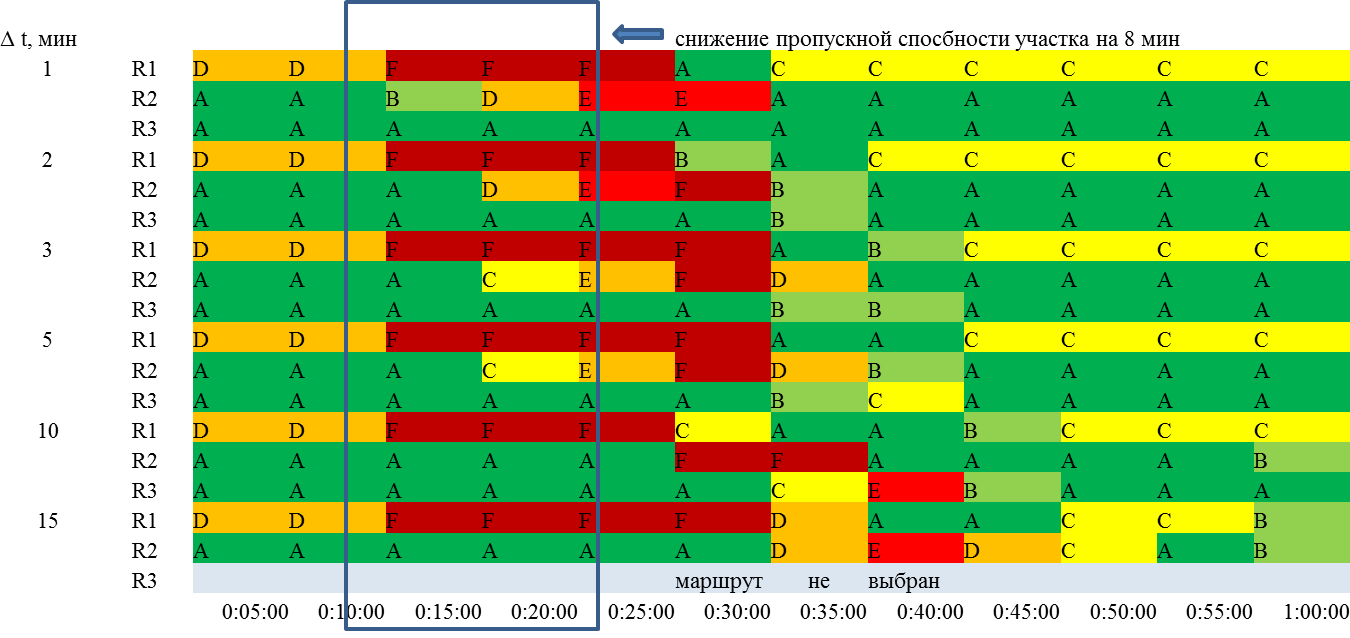 Δ t, мин снижение пропускной спосбности участка на 8 мин
1 R1 D D F F F A C C C C C C
R2 A A B D E E A A A A A A
R3 A A A A A A A A A A A A
2 R1 D D F F F B A C C C C C
R2 A A A D E F B A A A A A
R3 A A A A A A B A A A A A
3 R1 D D F F F F A B C C C C
R2 A A A C E F D A A A A A
R3 A A A A A A B B A A A A
5 R1 D D F F F F A A C C C C
R2 A A A C E F D B A A A A
R3 A A A A A A B C A A A A
10 R1 D D F F F C A A B C C C
R2 A A A A A F F A A A A B
R3 A A A A A A C E B A A A
15 R1 D D F F F F D A A C C B
R2 A A A A A A D E D C A B
R3 маршрут не выбран
0:05:00 0:10:00 0:15:00 0:20:00 0:25:00 0:30:00 0:35:00 0:40:00 0:45:00 0:50:00 0:55:00 1:00:00